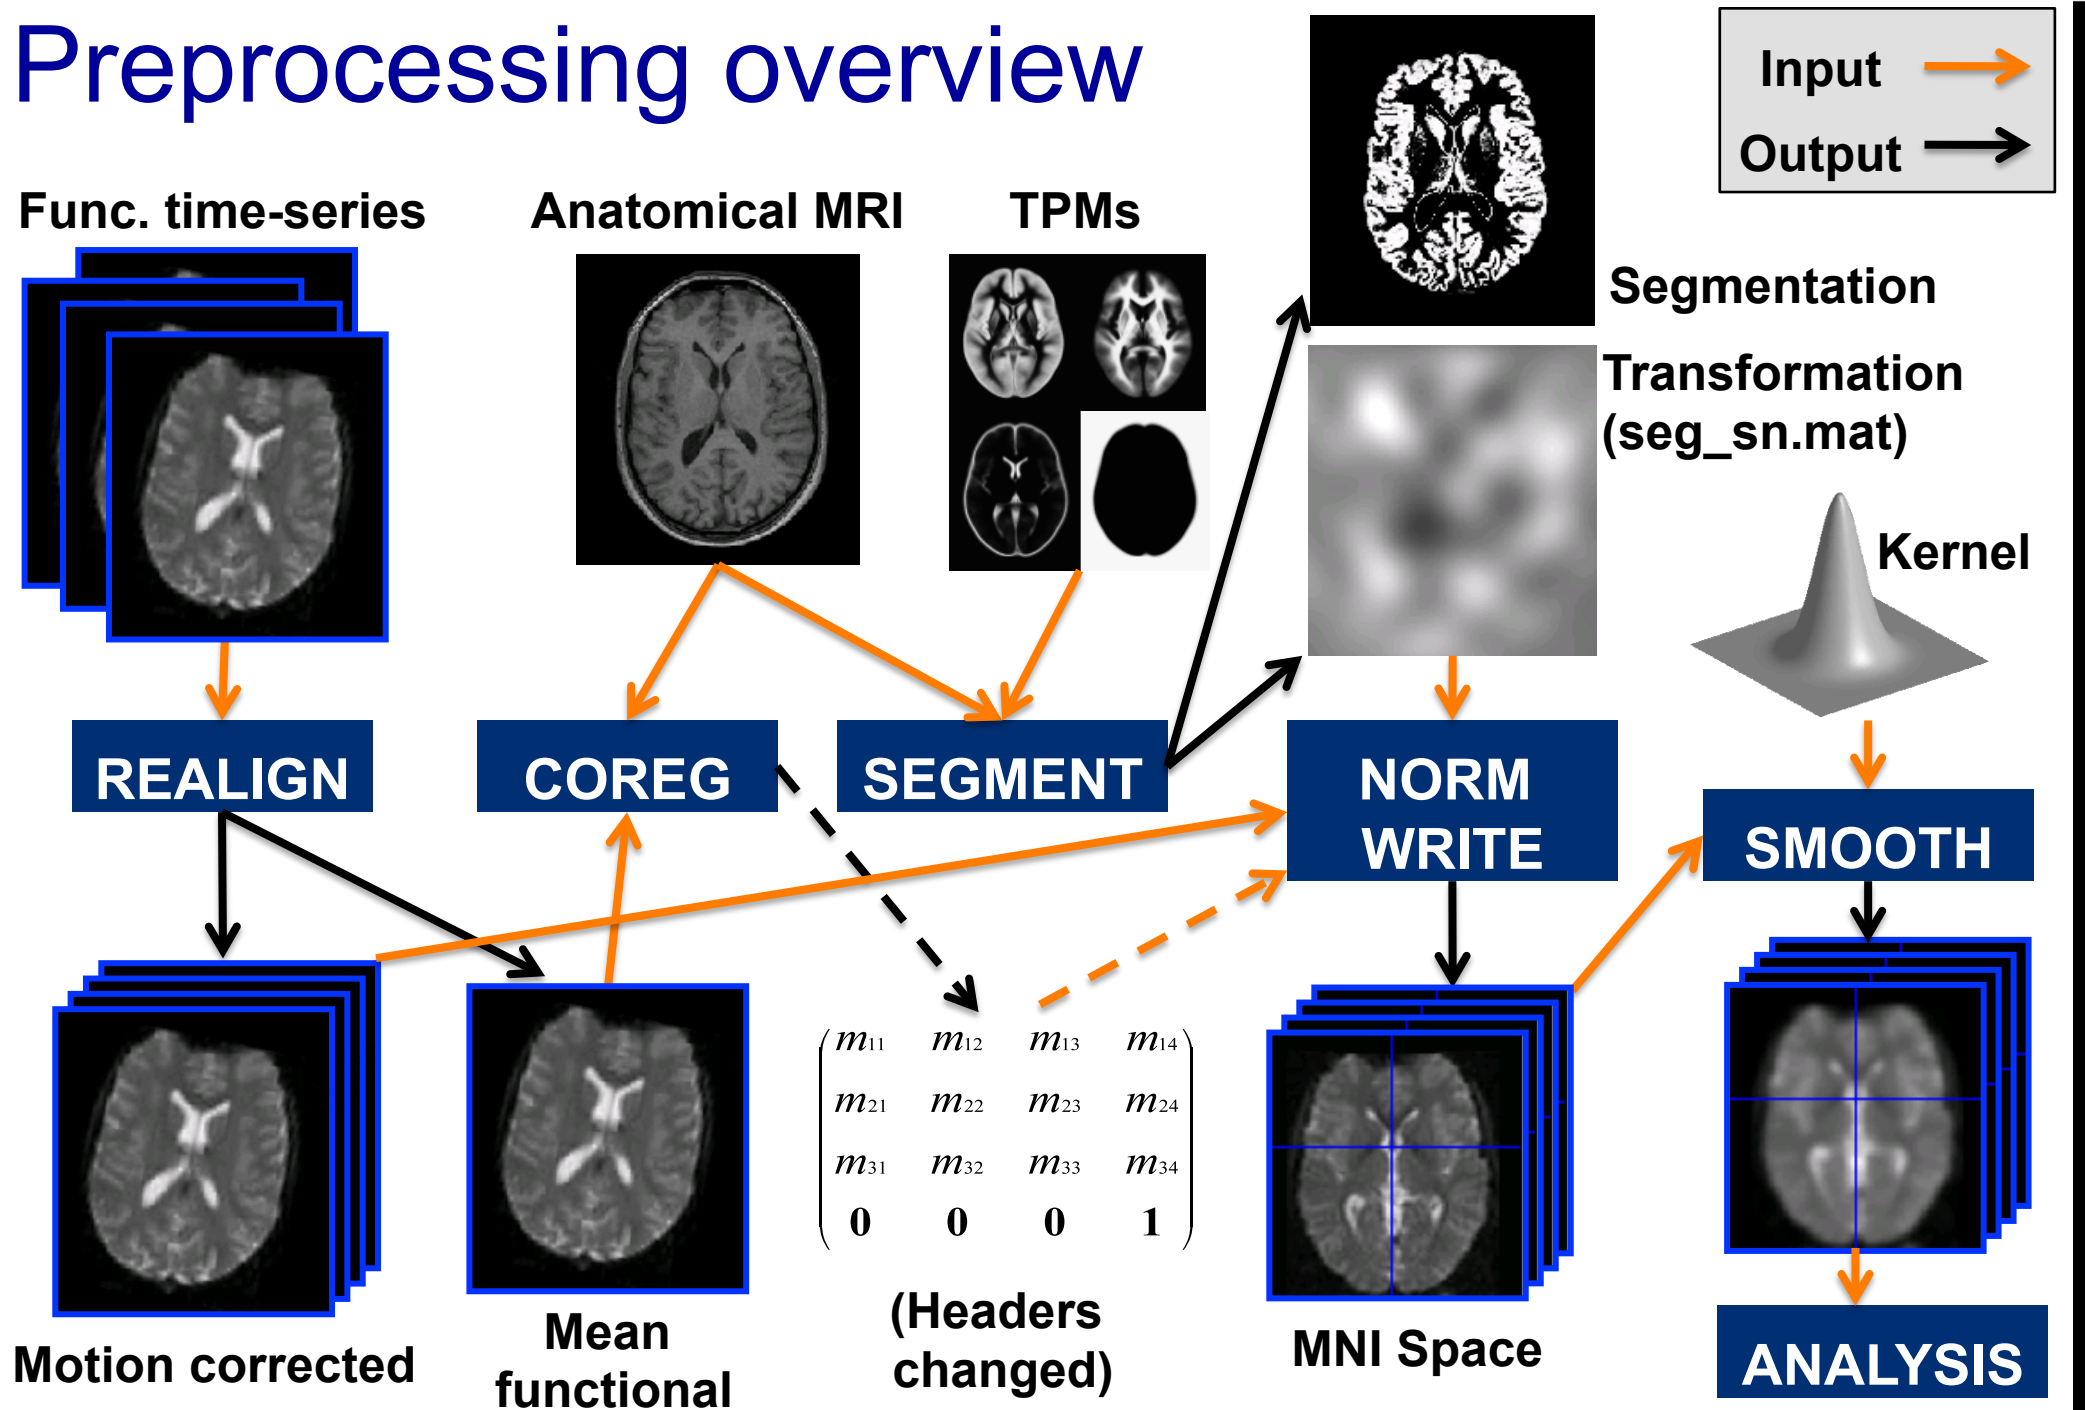 Preprocessing overview
Input
Output
Func. time-series
Anatomical MRI
TPMs
Segmentation
Transformation
(seg_sn.mat)
Kernel
REALIGN
COREG
SEGMENT
NORM
WRITE
SMOOTH
m11 m12 m13 m14
m21 m22 m23 m24
m31 m32 m33 m34
0 0 0 1
Motion corrected
Mean
functional
(Headers
changed)
MNI Space
ANALYSIS